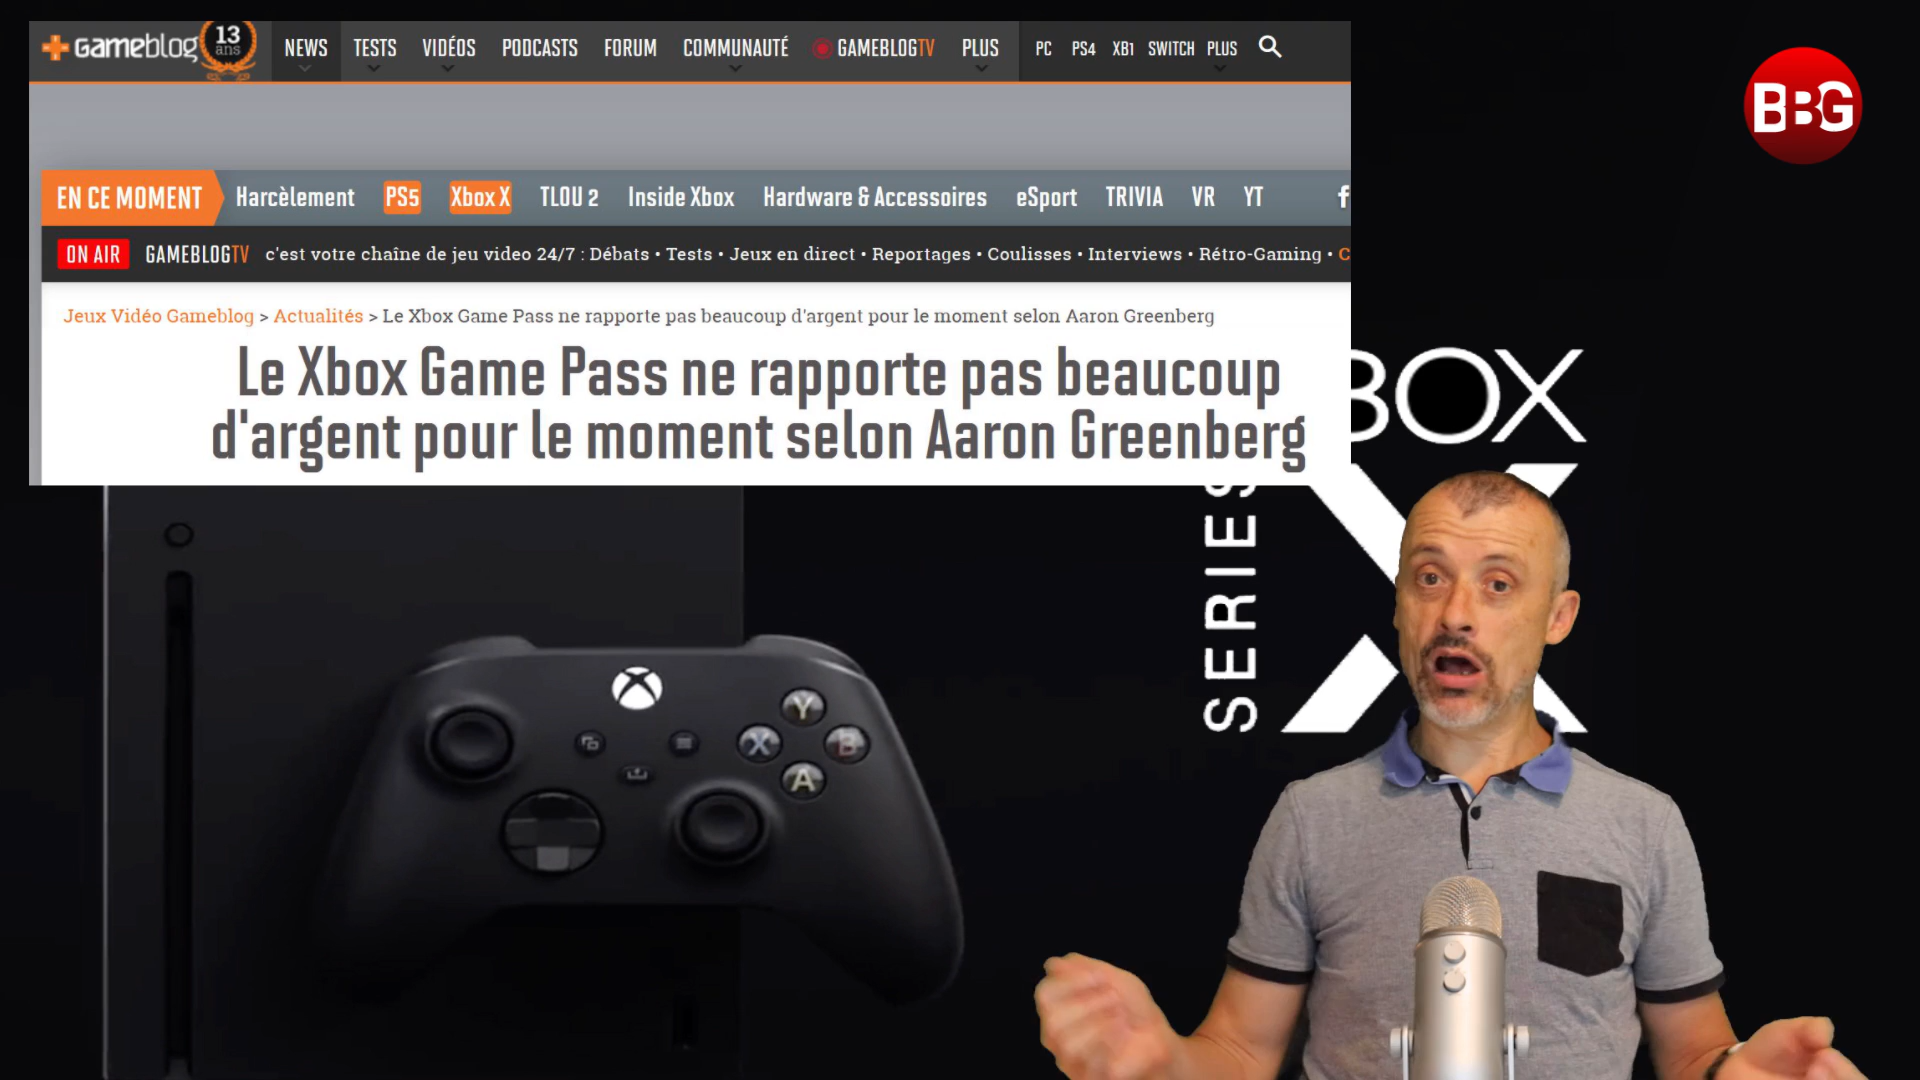 gameblog 13 ans
NEWS TESTS VIDÉOS PODCASTS FORUM COMMUNAUTÉ GAMEBLOGTV PLUS PC PS4 XB1 SWITCH PLUS
BBG
EN CE MOMENT Harcèlement PS5 Xbox X TLOU 2 Inside Xbox Hardware & Accessoires eSport TRIVIA VR YT f
ON AIR GAMEBLOGTV c'est votre chaîne de jeu video 24/7 : Débats • Tests • Jeux en direct • Reportages • Coulisses • Interviews • Rétro-Gaming • C
Jeux Vidéo Gameblog > Actualités > Le Xbox Game Pass ne rapporte pas beaucoup d'argent pour le moment selon Aaron Greenberg
Le Xbox Game Pass ne rapporte pas beaucoup
d'argent pour le moment selon Aaron Greenberg
BOX
SERIES X
Y
X B
A